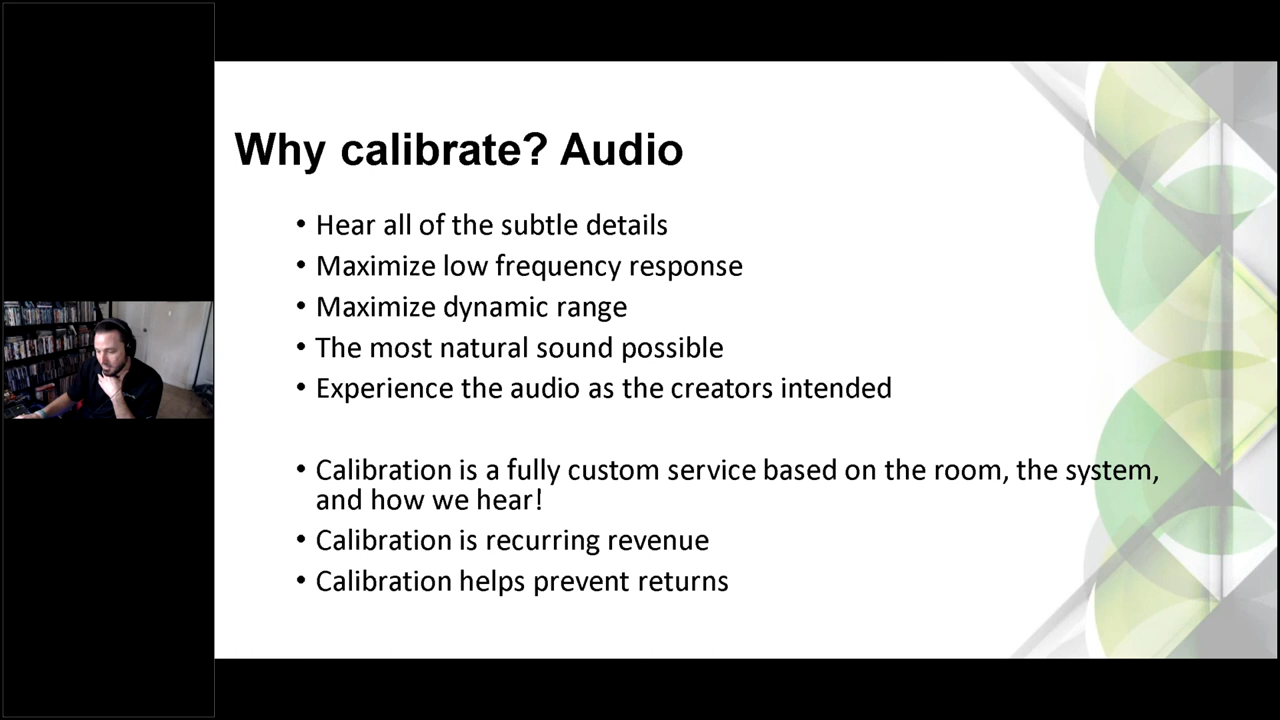 Why calibrate? Audio
• Hear all of the subtle details
• Maximize low frequency response
• Maximize dynamic range
• The most natural sound possible
• Experience the audio as the creators intended
• Calibration is a fully custom service based on the room, the system,
and how we hear!
• Calibration is recurring revenue
• Calibration helps prevent returns